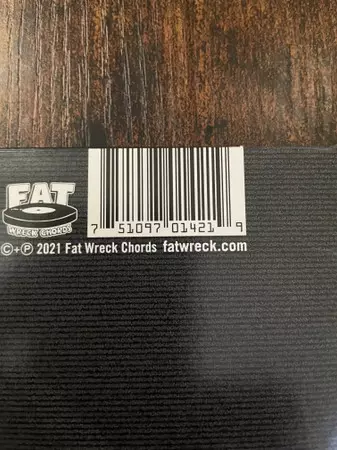 FAT
WRECK CHORDS
7 51097 01421 9
©+℗ 2021 Fat Wreck Chords fatwreck.com